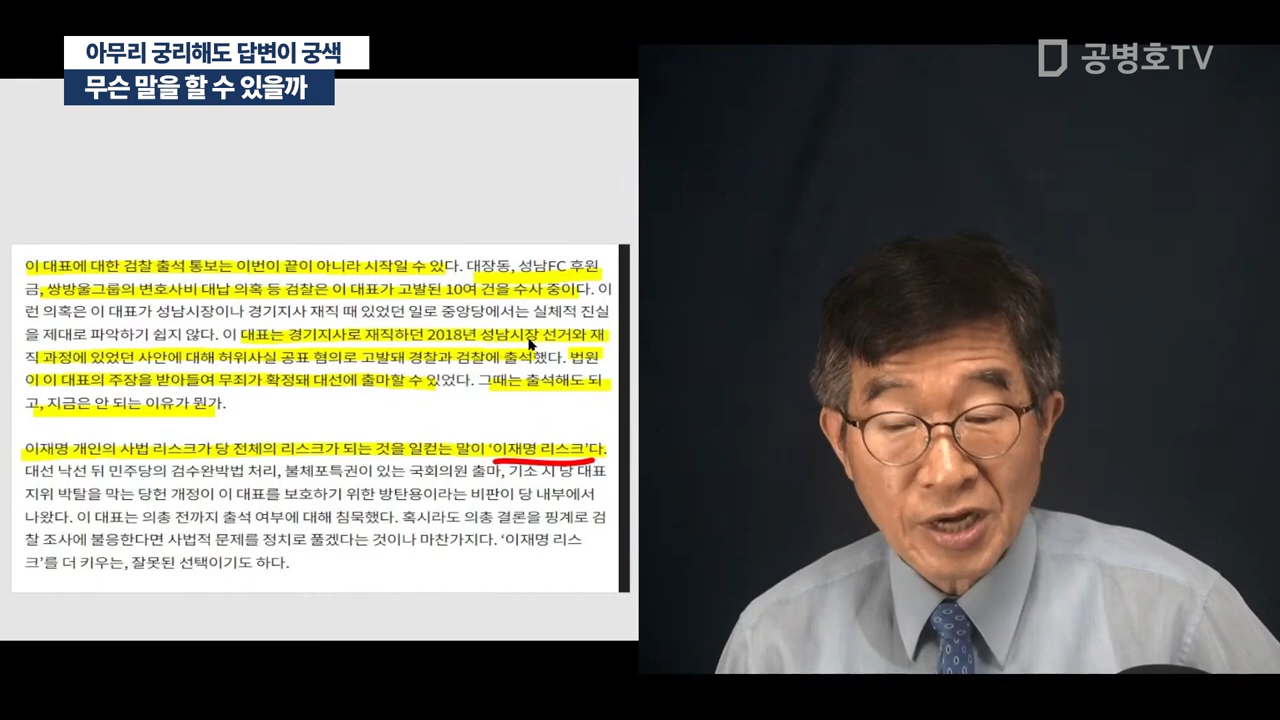 아무리 궁리해도 답변이 궁색
무슨 말을 할 수 있을까
공병호TV
이 대표에 대한 검찰 출석 통보는 이번이 끝이 아니라 시작일 수 있다. 대장동, 성남FC 후원
금, 쌍방울그룹의 변호사비 대납 의혹 등 검찰은 이 대표가 고발된 10여 건을 수사 중이다. 이
런 의혹은 이 대표가 성남시장이나 경기지사 재직 때 있었던 일로 중앙당에서는 실체적 진실
을 제대로 파악하기 쉽지 않다. 이 대표는 경기지사로 재직하던 2018년 성남시장 선거와 재
직 과정에 있었던 사안에 대해 허위사실 공표 혐의로 고발돼 경찰과 검찰에 출석했다. 법원
이 이 대표의 주장을 받아들여 무죄가 확정돼 대선에 출마할 수 있었다. 그때는 출석해도 되
고, 지금은 안 되는 이유가 뭔가.
이재명 개인의 사법 리스크가 당 전체의 리스크가 되는 것을 일컫는 말이 ‘이재명 리스크’다.
대선 낙선 뒤 민주당의 검수완박법 처리, 불체포특권이 있는 국회의원 출마, 기소 시 당 대표
지위 박탈을 막는 당헌 개정이 이 대표를 보호하기 위한 방탄용이라는 비판이 당 내부에서
나왔다. 이 대표는 의총 전까지 출석 여부에 대해 침묵했다. 혹시라도 의총 결론을 핑계로 검
찰 조사에 불응한다면 사법적 문제를 정치로 풀겠다는 것이나 마찬가지다. ‘이재명 리스
크’를 더 키우는, 잘못된 선택이기도 하다.